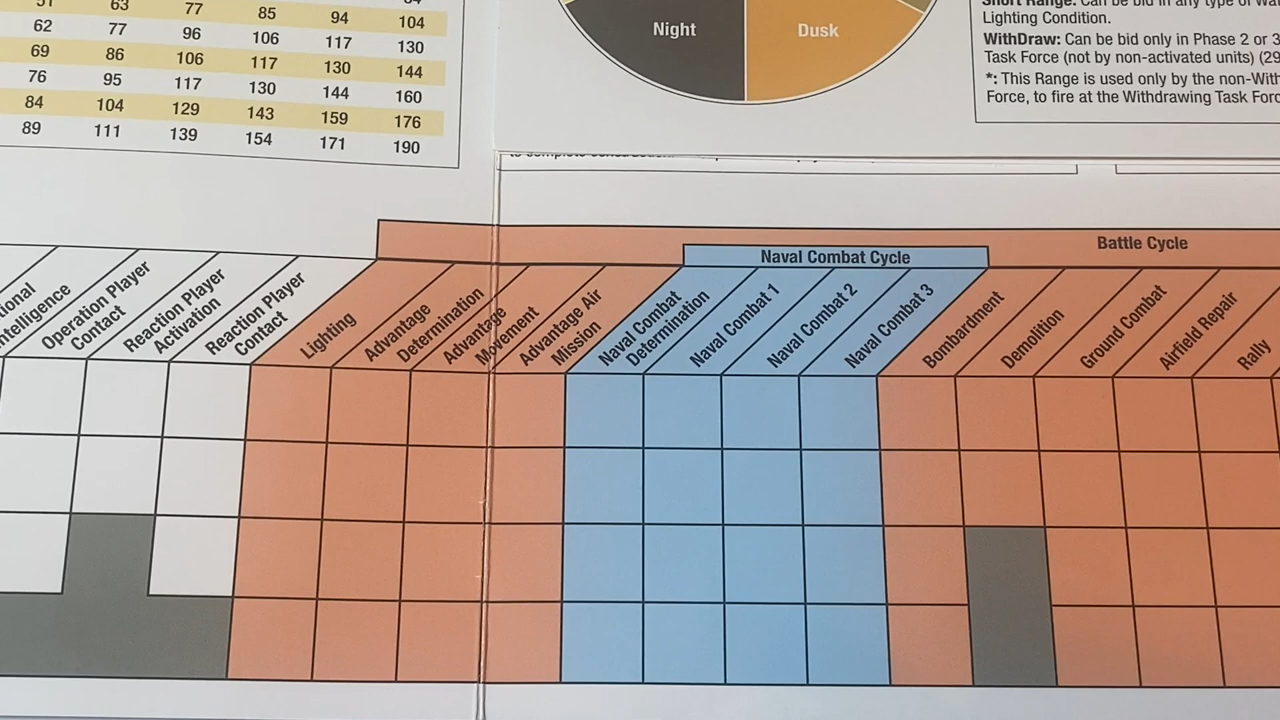 51 63 77 85 94 104
62 77 96 106 117 130
69 86 106 117 130 144
76 95 117 130 144 160
84 104 129 143 159 176
89 111 139 154 171 190
Night
Dusk
Lighting Condition.
WithDraw: Can be bid only in Phase 2 or 3
Task Force (not by non-activated units) (29
*: This Range is used only by the non-With
Force, to fire at the Withdrawing Task Forc
Battle Cycle
Naval Combat Cycle
Operation Player
Contact
Reaction Player
Activation
Reaction Player
Contact
Lighting
Advantage
Determination
Advantage
Movement
Advantage Air
Mission
Naval Combat
Determination
Naval Combat 1
Naval Combat 2
Naval Combat 3
Bombardment
Demolition
Ground Combat
Airfield Repair
Rally